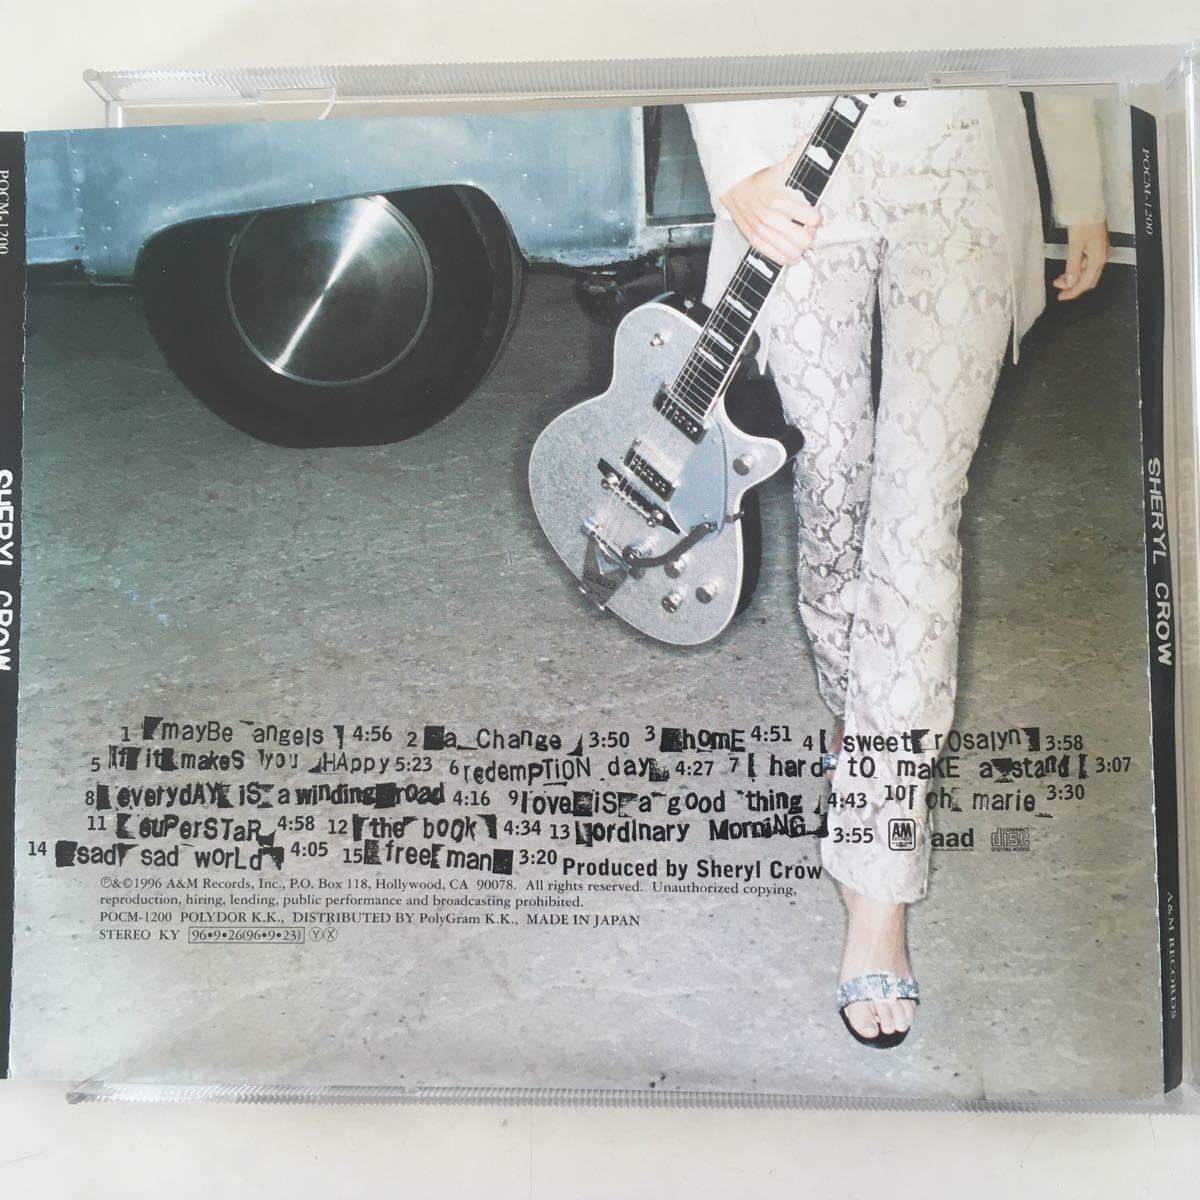 POCM-1200
SHERYL CROW
1 mayBe angels 4:56 2 a Change 3:50 3 homE 4:51 4 sweet rosalyn 3:58
5 If it makes you HAppy 5:23 6 redempTiON day 4:27 7 hard TO maKE a stand 3:07
8 everydAY iS a winding road 4:16 9 love iS a good thing 4:43 10 oh marie 3:30
11 suPerSTaR 4:58 12 the book 4:34 13 ordinary MorniNG 3:55 AM aad COMPACT disc DIGITAL AUDIO
14 sad sad world 4:05 15 free man 3:20 Produced by Sheryl Crow
℗&©1996 A&M Records, Inc., P.O. Box 118, Hollywood, CA 90078. All rights reserved. Unauthorized copying,
reproduction, hiring, lending, public performance and broadcasting prohibited.
POCM-1200 POLYDOR K.K., DISTRIBUTED BY PolyGram K.K., MADE IN JAPAN
STEREO KY 96•9•26(96•9•23) Ⓨ Ⓧ
POCM-1200
SHERYL CROW
A&M RECORDS